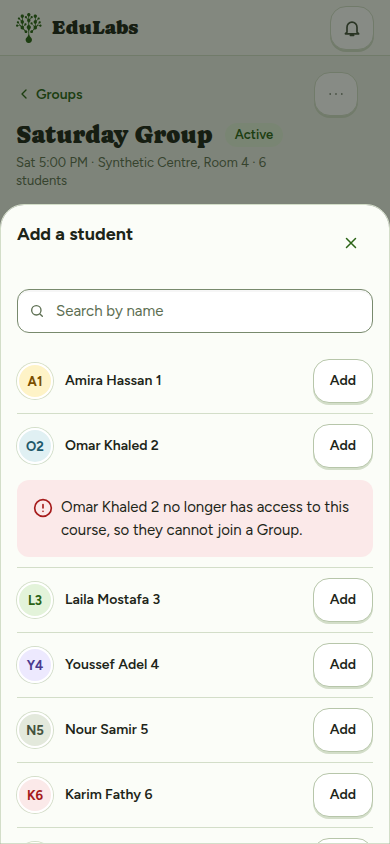 EduLabs
Groups
Saturday Group
Active
Sat 5:00 PM · Synthetic Centre, Room 4 · 6
students
Add a student
Search by name
A1
Amira Hassan 1
Add
O2
Omar Khaled 2
Add
Omar Khaled 2 no longer has access to this
course, so they cannot join a Group.
L3
Laila Mostafa 3
Add
Y4
Youssef Adel 4
Add
N5
Nour Samir 5
Add
K6
Karim Fathy 6
Add